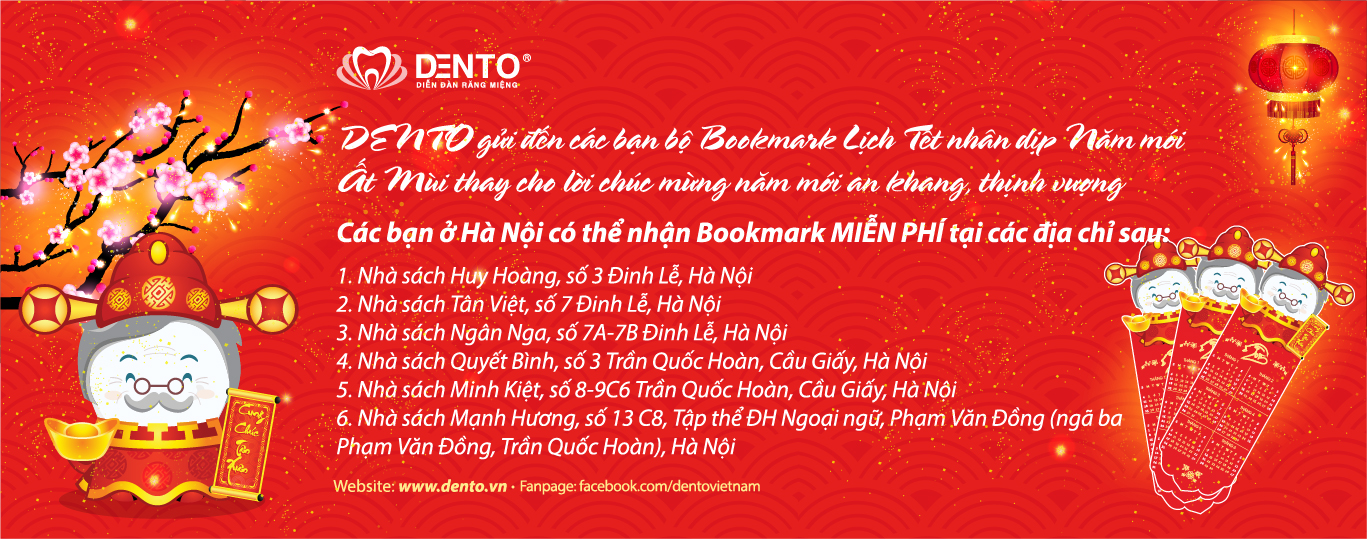 DENTO®
DIỄN ĐÀN RĂNG MIỆNG
DENTO gửi đến các bạn bộ Bookmark Lịch Tết nhân dịp Năm mới
Ất Mùi thay cho lời chúc mừng năm mới an khang, thịnh vượng
Các bạn ở Hà Nội có thể nhận Bookmark MIỄN PHÍ tại các địa chỉ sau:
1. Nhà sách Huy Hoàng, số 3 Đinh Lễ, Hà Nội
2. Nhà sách Tân Việt, số 7 Đinh Lễ, Hà Nội
3. Nhà sách Ngân Nga, số 7A-7B Đinh Lễ, Hà Nội
4. Nhà sách Quyết Bình, số 3 Trần Quốc Hoàn, Cầu Giấy, Hà Nội
5. Nhà sách Minh Kiệt, số 8-9C6 Trần Quốc Hoàn, Cầu Giấy, Hà Nội
6. Nhà sách Mạnh Hương, số 13 C8, Tập thể ĐH Ngoại ngữ, Phạm Văn Đồng (ngã ba
Phạm Văn Đồng, Trần Quốc Hoàn), Hà Nội
Website: www.dento.vn • Fanpage: facebook.com/dentovietnam
Cung
Chúc
Tân
Xuân